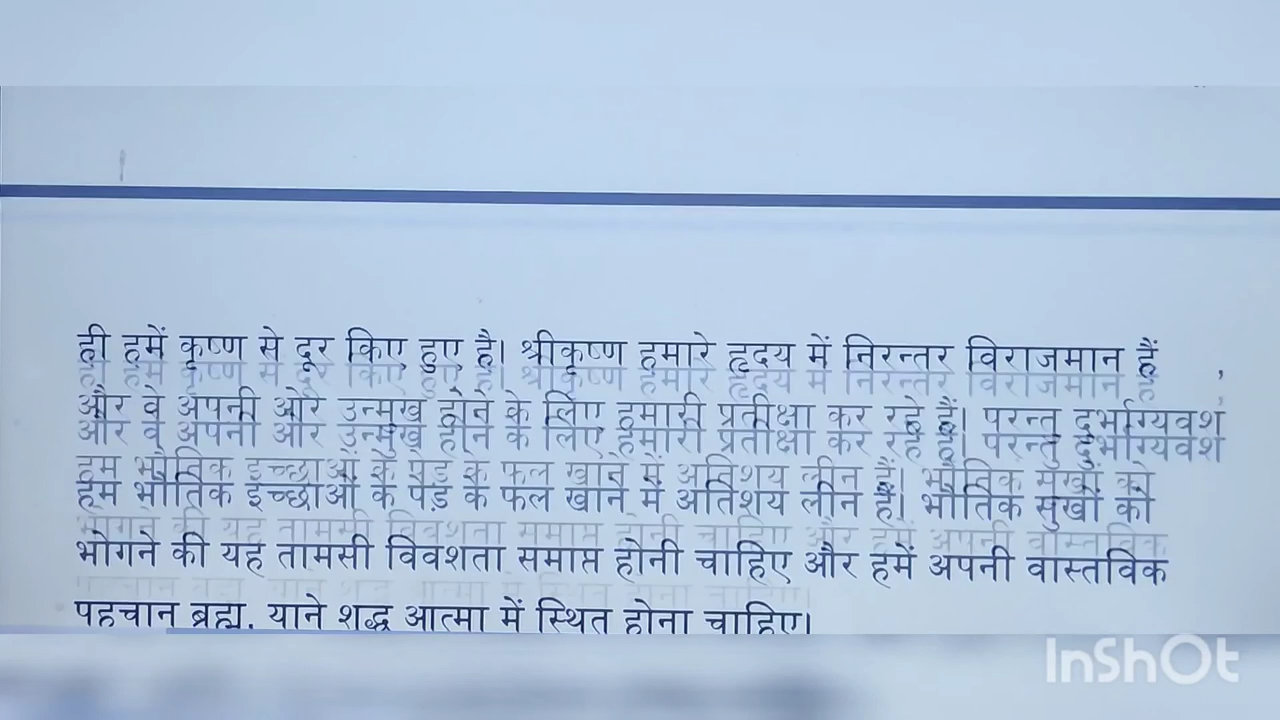 ही हमें कृष्ण से दूर किए हुए है। श्रीकृष्ण हमारे हृदय में निरन्तर विराजमान हैं
और वे अपनी ओर उन्मुख होने के लिए हमारी प्रतीक्षा कर रहे हैं। परन्तु दुर्भाग्यवश
हम भौतिक इच्छाओं के पेड़ के फल खाने में अतिशय लीन हैं। भौतिक सुखों को
भोगने की यह तामसी विवशता समाप्त होनी चाहिए और हमें अपनी वास्तविक
पहचान ब्रह्म, याने शुद्ध आत्मा में स्थित होना चाहिए।
InShOt